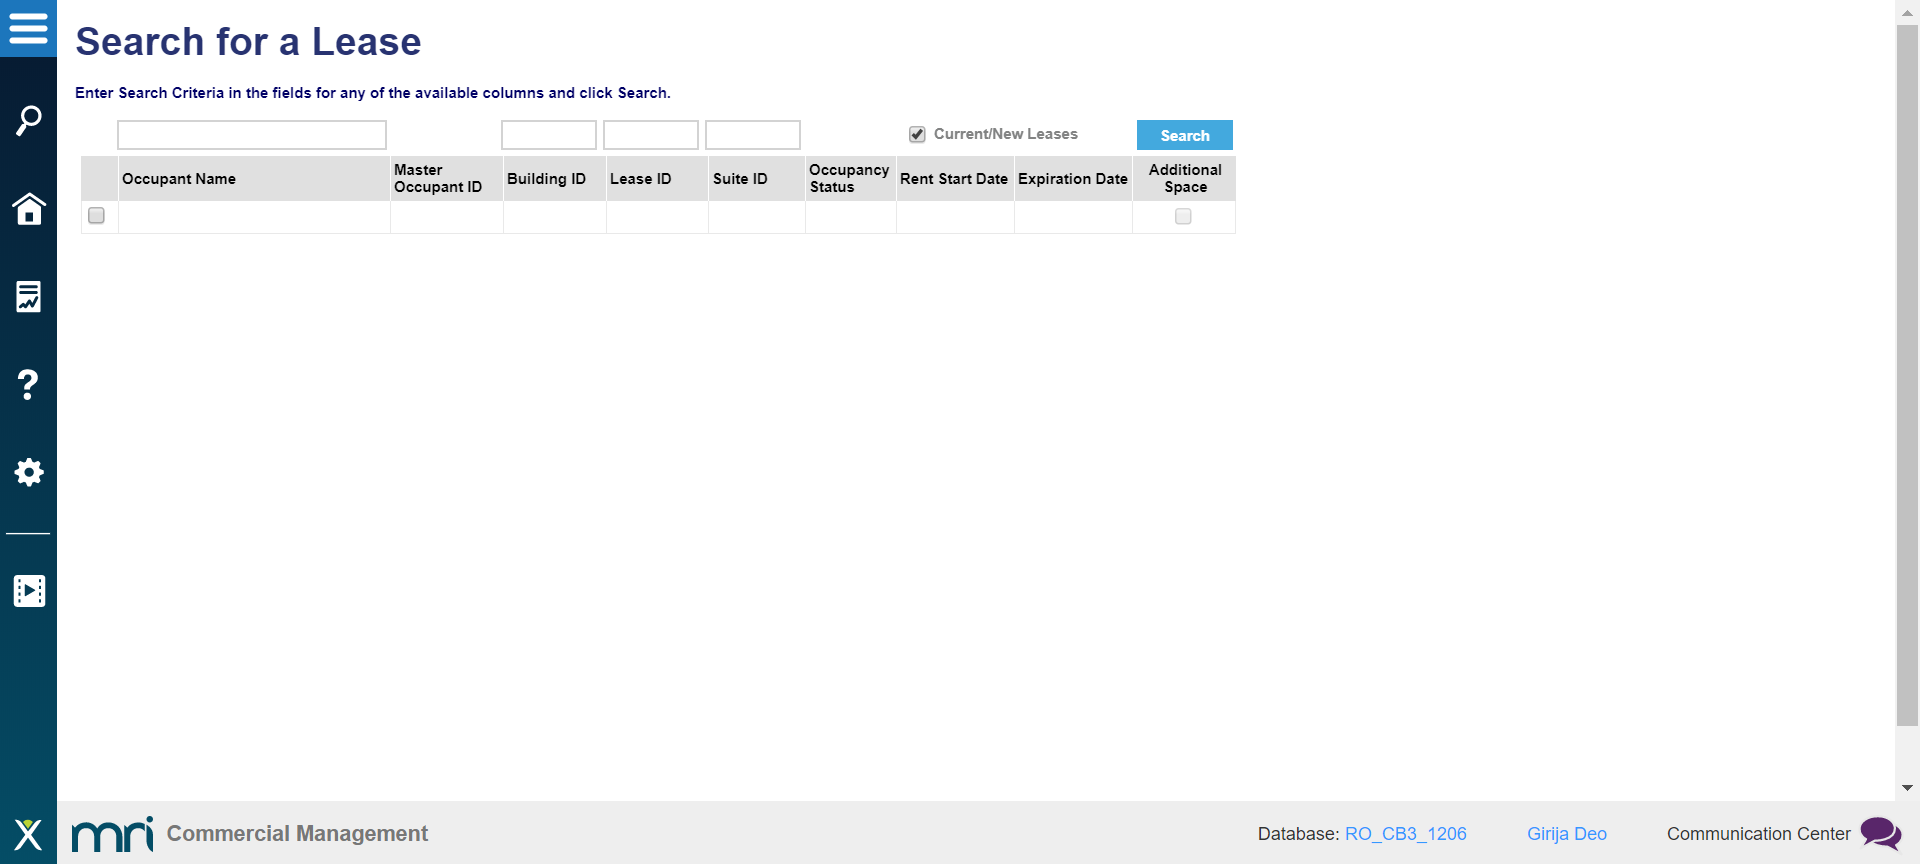 Search for a Lease
Enter Search Criteria in the fields for any of the available columns and click Search.
Current/New Leases
Search
Occupant Name
Master
Occupant ID
Building ID
Lease ID
Suite ID
Occupancy
Status
Rent Start Date
Expiration Date
Additional
Space
mri Commercial Management
Database: RO_CB3_1206
Girija Deo
Communication Center